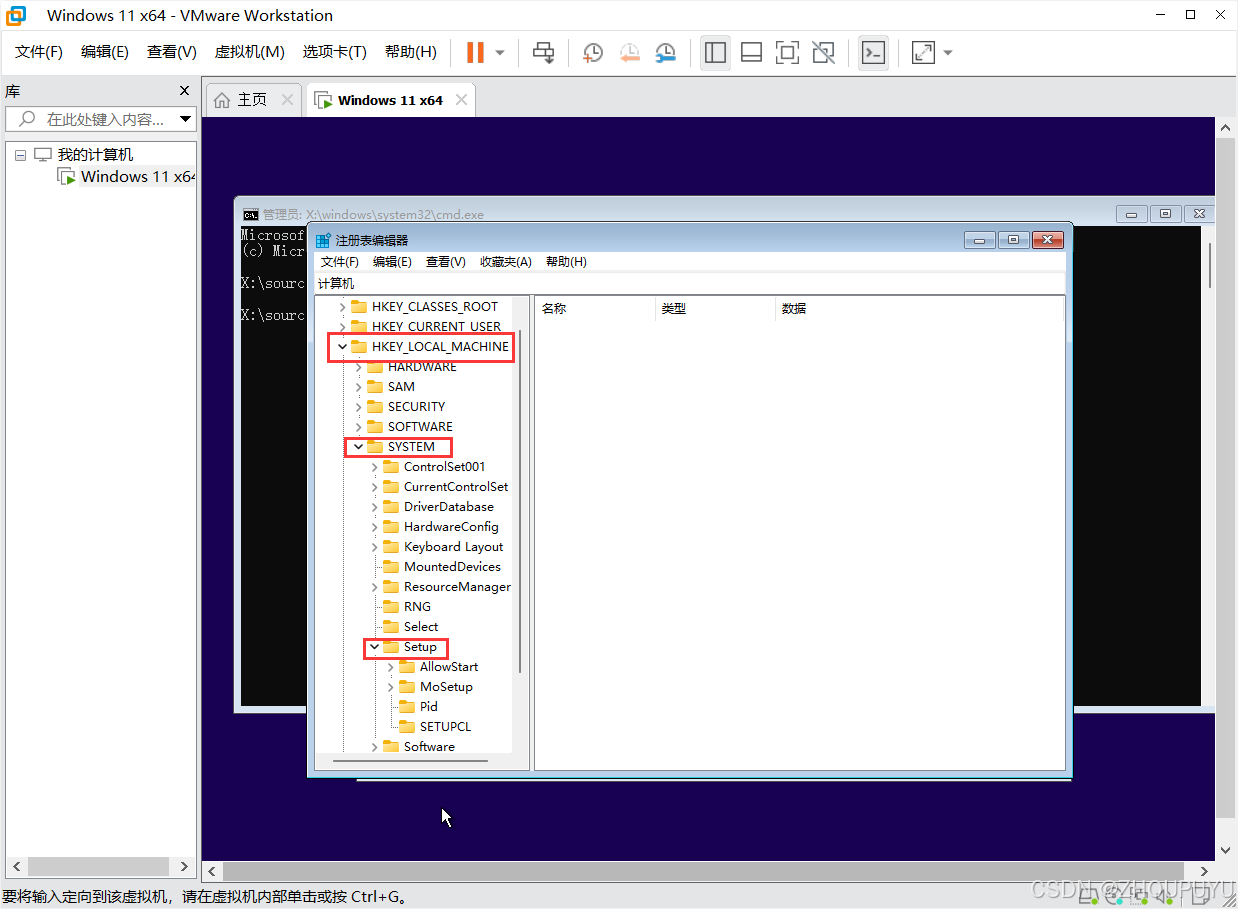 Windows 11 x64 - VMware Workstation
文件(F) 编辑(E) 查看(V) 虚拟机(M) 选项卡(T) 帮助(H)
库
主页
Windows 11 x64
在此处键入内容...
我的计算机
Windows 11 x64
管理员: X:\windows\system32\cmd.exe
Microsof
(c) Micr
X:\sourc
X:\sourc
注册表编辑器
文件(F) 编辑(E) 查看(V) 收藏夹(A) 帮助(H)
计算机
名称 类型 数据
HKEY_CLASSES_ROOT
HKEY_CURRENT_USER
HKEY_LOCAL_MACHINE
HARDWARE
SAM
SECURITY
SOFTWARE
SYSTEM
ControlSet001
CurrentControlSet
DriverDatabase
HardwareConfig
Keyboard Layout
MountedDevices
ResourceManager
RNG
Select
Setup
AllowStart
MoSetup
Pid
SETUPCL
Software
要将输入定向到该虚拟机，请在虚拟机内部单击或按 Ctrl+G。
CSDN @ZHOUPUYU